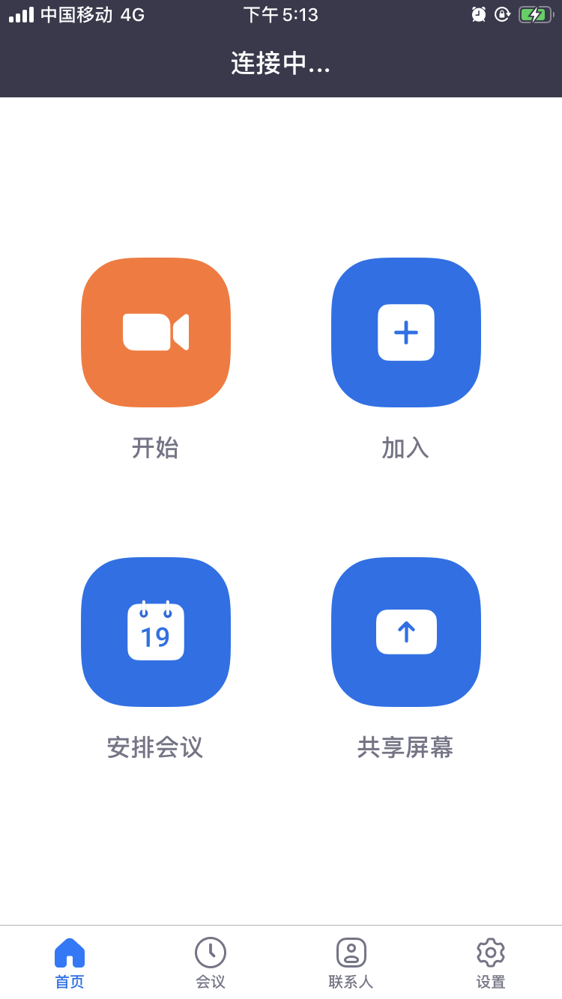 中国移动 4G 下午 5:13
连接中...
开始 加入
19
安排会议 共享屏幕
首页 会议 联系人 设置